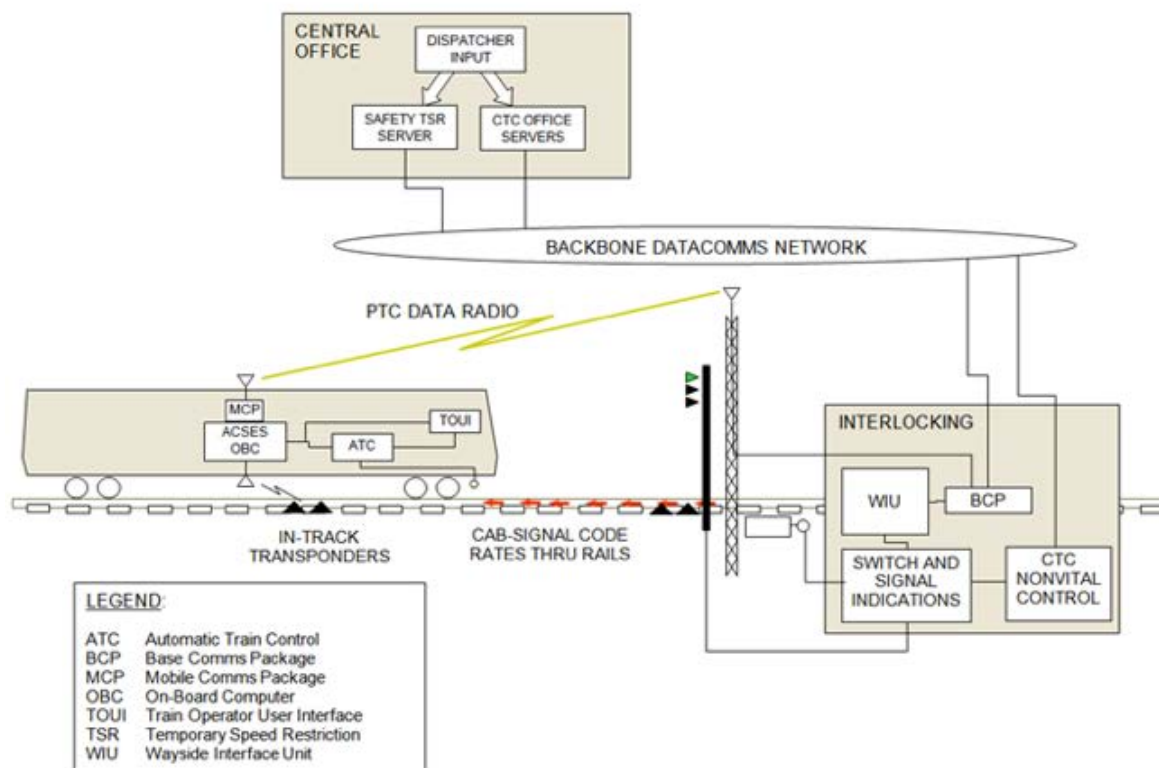 CENTRAL
OFFICE
DISPATCHER
INPUT
SAFETY TSR
SERVER
CTC OFFICE
SERVERS
BACKBONE DATACOMMS NETWORK
PTC DATA RADIO
MCP
ACSES
OBC
ATC
TOUI
INTERLOCKING
WIU
BCP
SWITCH AND
SIGNAL
INDICATIONS
CTC
NONVITAL
CONTROL
IN-TRACK
TRANSPONDERS
CAB-SIGNAL CODE
RATES THRU RAILS
LEGEND:
ATC Automatic Train Control
BCP Base Comms Package
MCP Mobile Comms Package
OBC On-Board Computer
TOUI Train Operator User Interface
TSR Temporary Speed Restriction
WIU Wayside Interface Unit